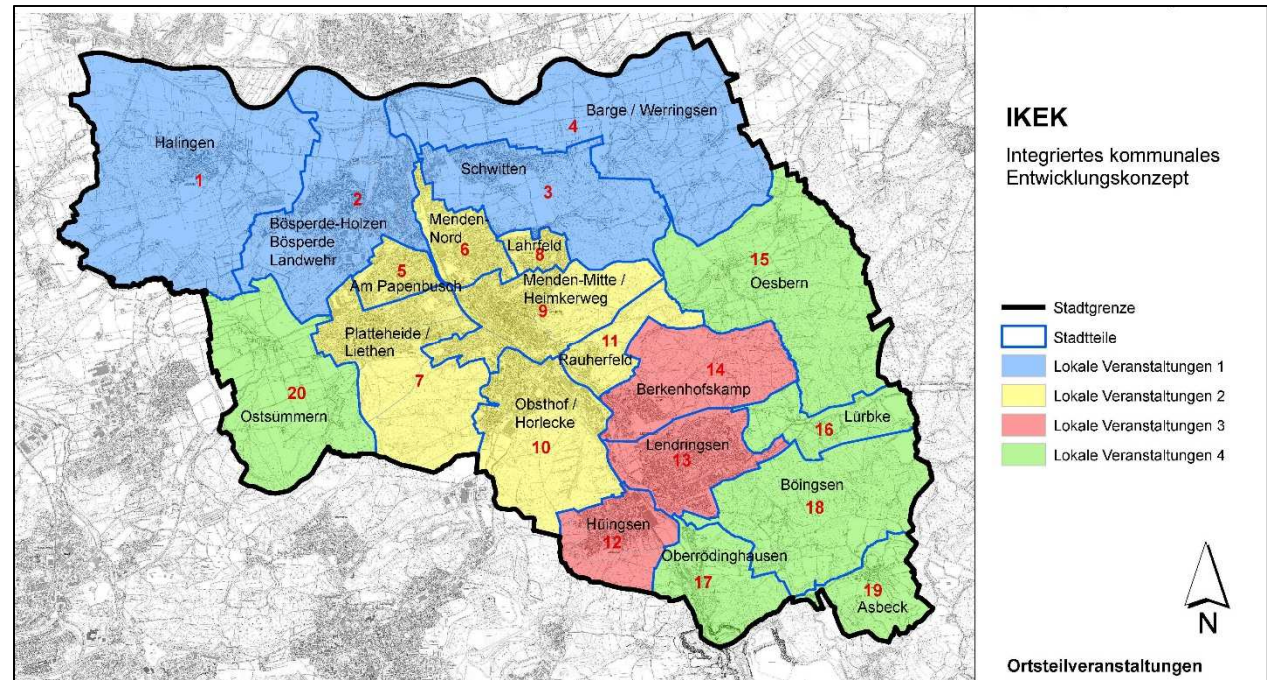 Halingen
1
2
Bösperde-Holzen
Bösperde
Landwehr
Barge / Werringsen
4
Schwitten
3
Menden-
Nord
6
Lahrfeld
8
5
Am Papenbusch
Menden-Mitte /
Heimkerweg
9
Platteheide /
Liethen
7
11
Rauherfeld
15
Oesbern
14
Berkenhofskamp
20
Ostsümmern
Obsthof /
Horlecke
10
Lürbke
16
Lendringsen
13
Böingsen
18
Hüingsen
12
Oberrödinghausen
17
19
Asbeck
IKEK
Integriertes kommunales
Entwicklungskonzept
Stadtgrenze
Stadtteile
Lokale Veranstaltungen 1
Lokale Veranstaltungen 2
Lokale Veranstaltungen 3
Lokale Veranstaltungen 4
N
Ortsteilveranstaltungen